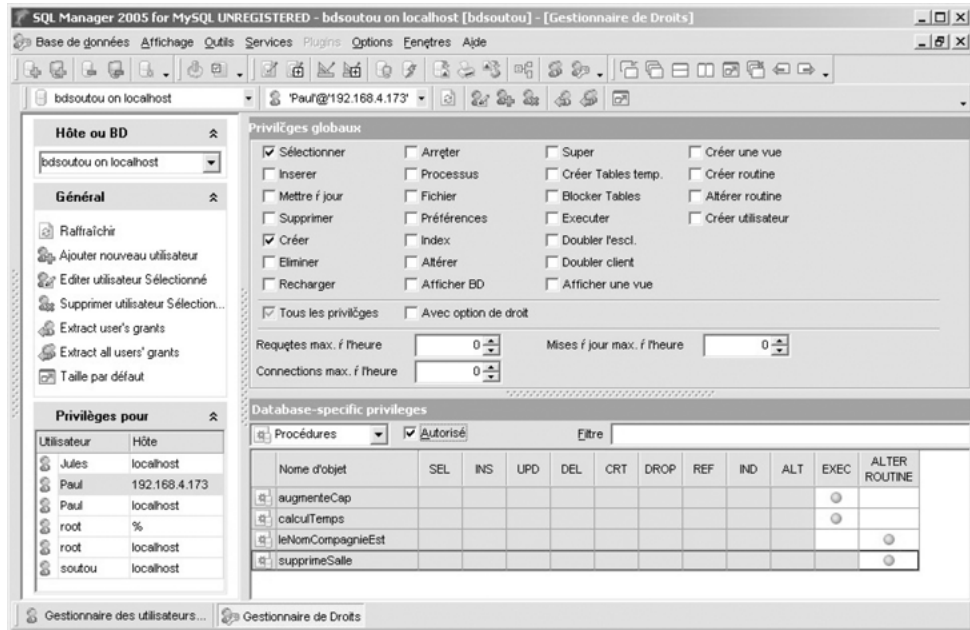 SQL Manager 2005 for MySQL UNREGISTERED - bdsoutou on localhost [bdsoutou] - [Gestionnaire de Droits]
Base de données Affichage Outils Services Plugins Options Fenętres Aide
bdsoutou on localhost 'Paul'@'192.168.4.173'
Hôte ou BD
bdsoutou on localhost
Général
Raffraîchir
Ajouter nouveau utilisateur
Editer utilisateur Sélectionné
Supprimer utilisateur Sélection...
Extract user's grants
Extract all users' grants
Taille par défaut
Privilèges pour
Utilisateur Hôte
Jules localhost
Paul 192.168.4.173
Paul localhost
root %
root localhost
soutou localhost
Privilčges globaux
Sélectionner Arręter Super Créer une vue
Inserer Processus Créer Tables temp. Créer routine
Mettre ŕ jour Fichier Blocker Tables Altérer routine
Supprimer Préférences Executer Créer utilisateur
Créer Index Doubler l'escl.
Eliminer Altérer Doubler client
Recharger Afficher BD Afficher une vue
Tous les privilčges Avec option de droit
Requętes max. ŕ l'heure 0 Mises ŕ jour max. ŕ l'heure 0
Connections max. ŕ l'heure 0
Database-specific privileges
Procédures Autorisé Filtre
Nome d'objet SEL INS UPD DEL CRT DROP REF IND ALT EXEC ALTER ROUTINE
augmenteCap
calculTemps
leNomCompagnieEst
supprimeSalle
Gestionnaire des utilisateurs... Gestionnaire de Droits